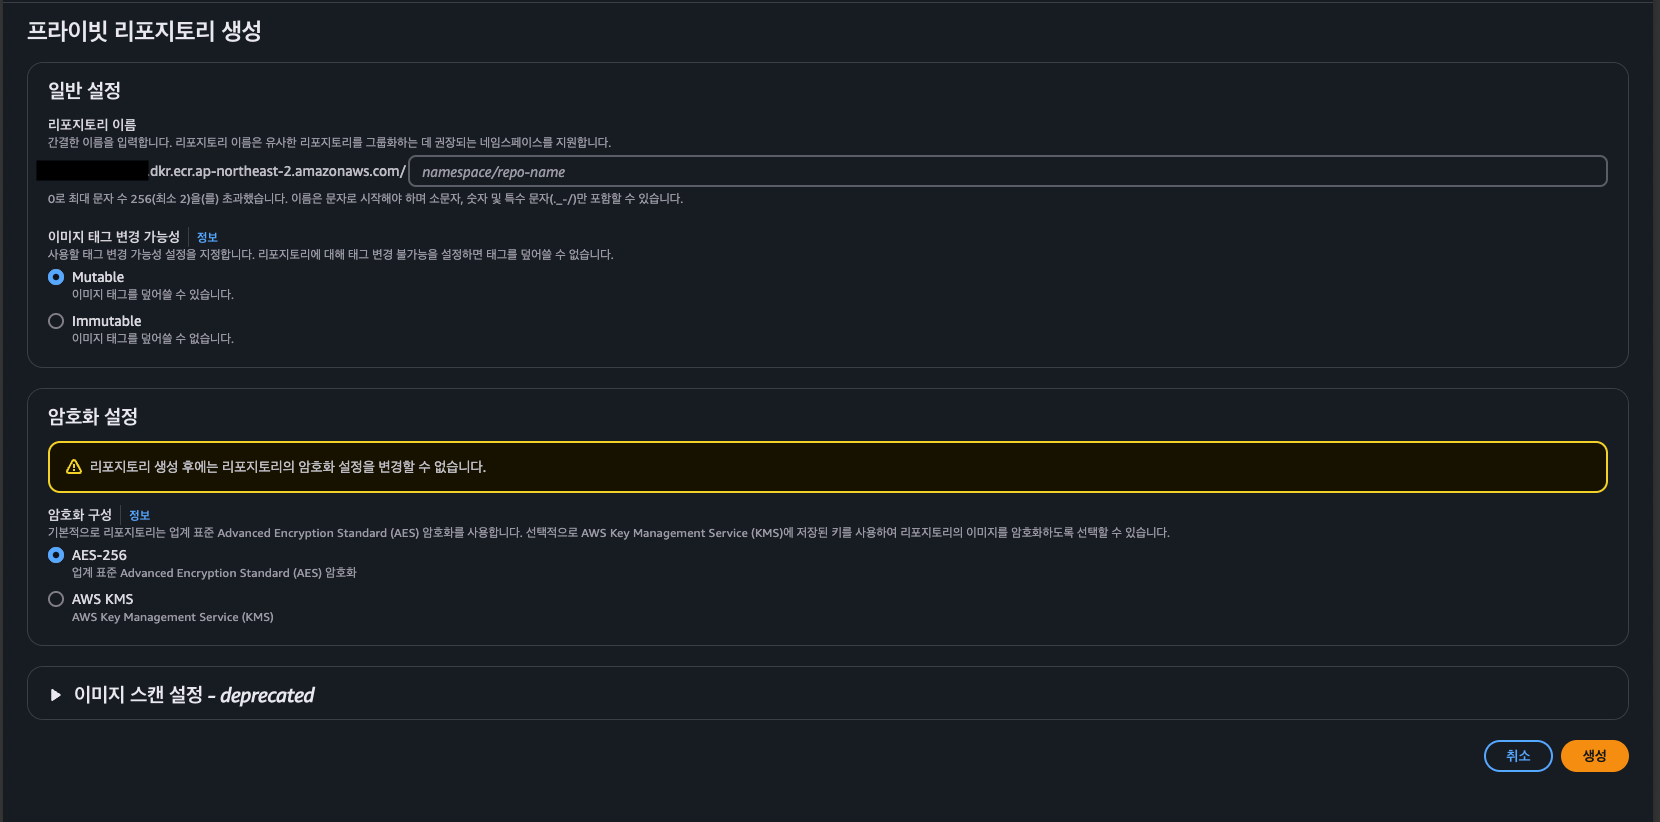 프라이빗 리포지토리 생성
일반 설정
리포지토리 이름
간결한 이름을 입력합니다. 리포지토리 이름은 유사한 리포지토리를 그룹화하는 데 권장되는 네임스페이스를 지원합니다.
.dkr.ecr.ap-northeast-2.amazonaws.com/ namespace/repo-name
0로 최대 문자 수 256(최소 2)을(를) 초과했습니다. 이름은 문자로 시작해야 하며 소문자, 숫자 및 특수 문자(._-/)만 포함할 수 있습니다.
이미지 태그 변경 가능성 정보
사용할 태그 변경 가능성 설정을 지정합니다. 리포지토리에 대해 태그 변경 불가능을 설정하면 태그를 덮어쓸 수 없습니다.
Mutable
이미지 태그를 덮어쓸 수 있습니다.
Immutable
이미지 태그를 덮어쓸 수 없습니다.
암호화 설정
리포지토리 생성 후에는 리포지토리의 암호화 설정을 변경할 수 없습니다.
암호화 구성 정보
기본적으로 리포지토리는 업계 표준 Advanced Encryption Standard (AES) 암호화를 사용합니다. 선택적으로 AWS Key Management Service (KMS)에 저장된 키를 사용하여 리포지토리의 이미지를 암호화하도록 선택할 수 있습니다.
AES-256
업계 표준 Advanced Encryption Standard (AES) 암호화
AWS KMS
AWS Key Management Service (KMS)
이미지 스캔 설정 - deprecated
취소 생성